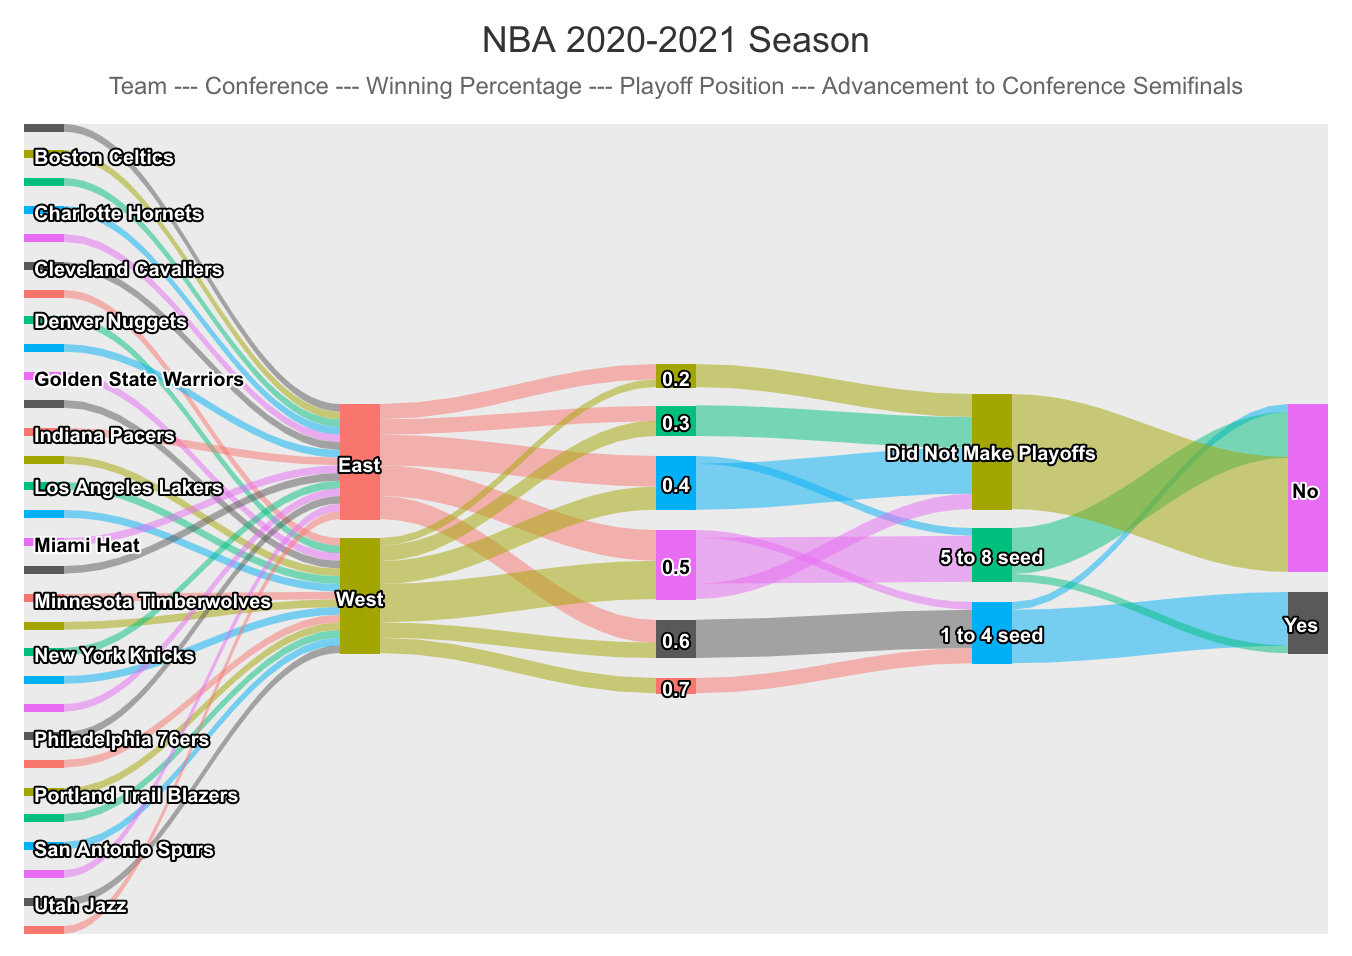 NBA 2020-2021 Season
Team --- Conference --- Winning Percentage --- Playoff Position --- Advancement to Conference Semifinals
Boston Celtics
Charlotte Hornets
Cleveland Cavaliers
Denver Nuggets
Golden State Warriors
Indiana Pacers
Los Angeles Lakers
Miami Heat
Minnesota Timberwolves
New York Knicks
Philadelphia 76ers
Portland Trail Blazers
San Antonio Spurs
Utah Jazz
East
West
0.2
0.3
0.4
0.5
0.6
0.7
Did Not Make Playoffs
5 to 8 seed
1 to 4 seed
No
Yes